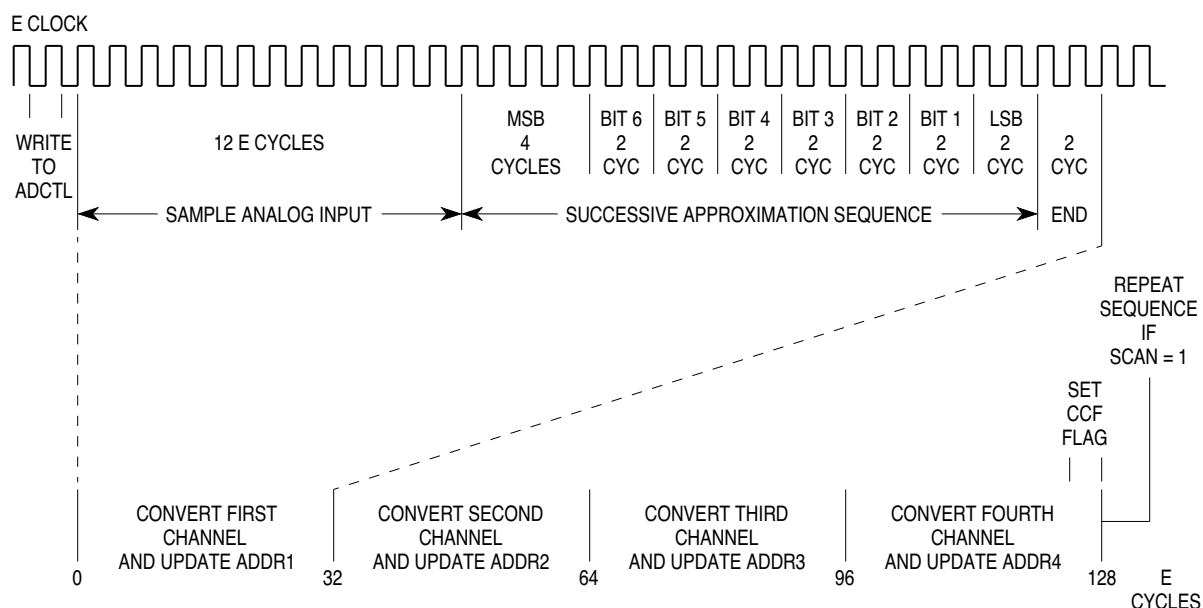 E CLOCK
WRITE
TO
ADCTL
12 E CYCLES
MSB
4
CYCLES
BIT 6
2
CYC
BIT 5
2
CYC
BIT 4
2
CYC
BIT 3
2
CYC
BIT 2
2
CYC
BIT 1
2
CYC
LSB
2
CYC
2
CYC
SAMPLE ANALOG INPUT
SUCCESSIVE APPROXIMATION SEQUENCE
END
REPEAT
SEQUENCE
IF
SCAN = 1
SET
CCF
FLAG
CONVERT FIRST
CHANNEL
AND UPDATE ADDR1
CONVERT SECOND
CHANNEL
AND UPDATE ADDR2
CONVERT THIRD
CHANNEL
AND UPDATE ADDR3
CONVERT FOURTH
CHANNEL
AND UPDATE ADDR4
0
32
64
96
128
E
CYCLES